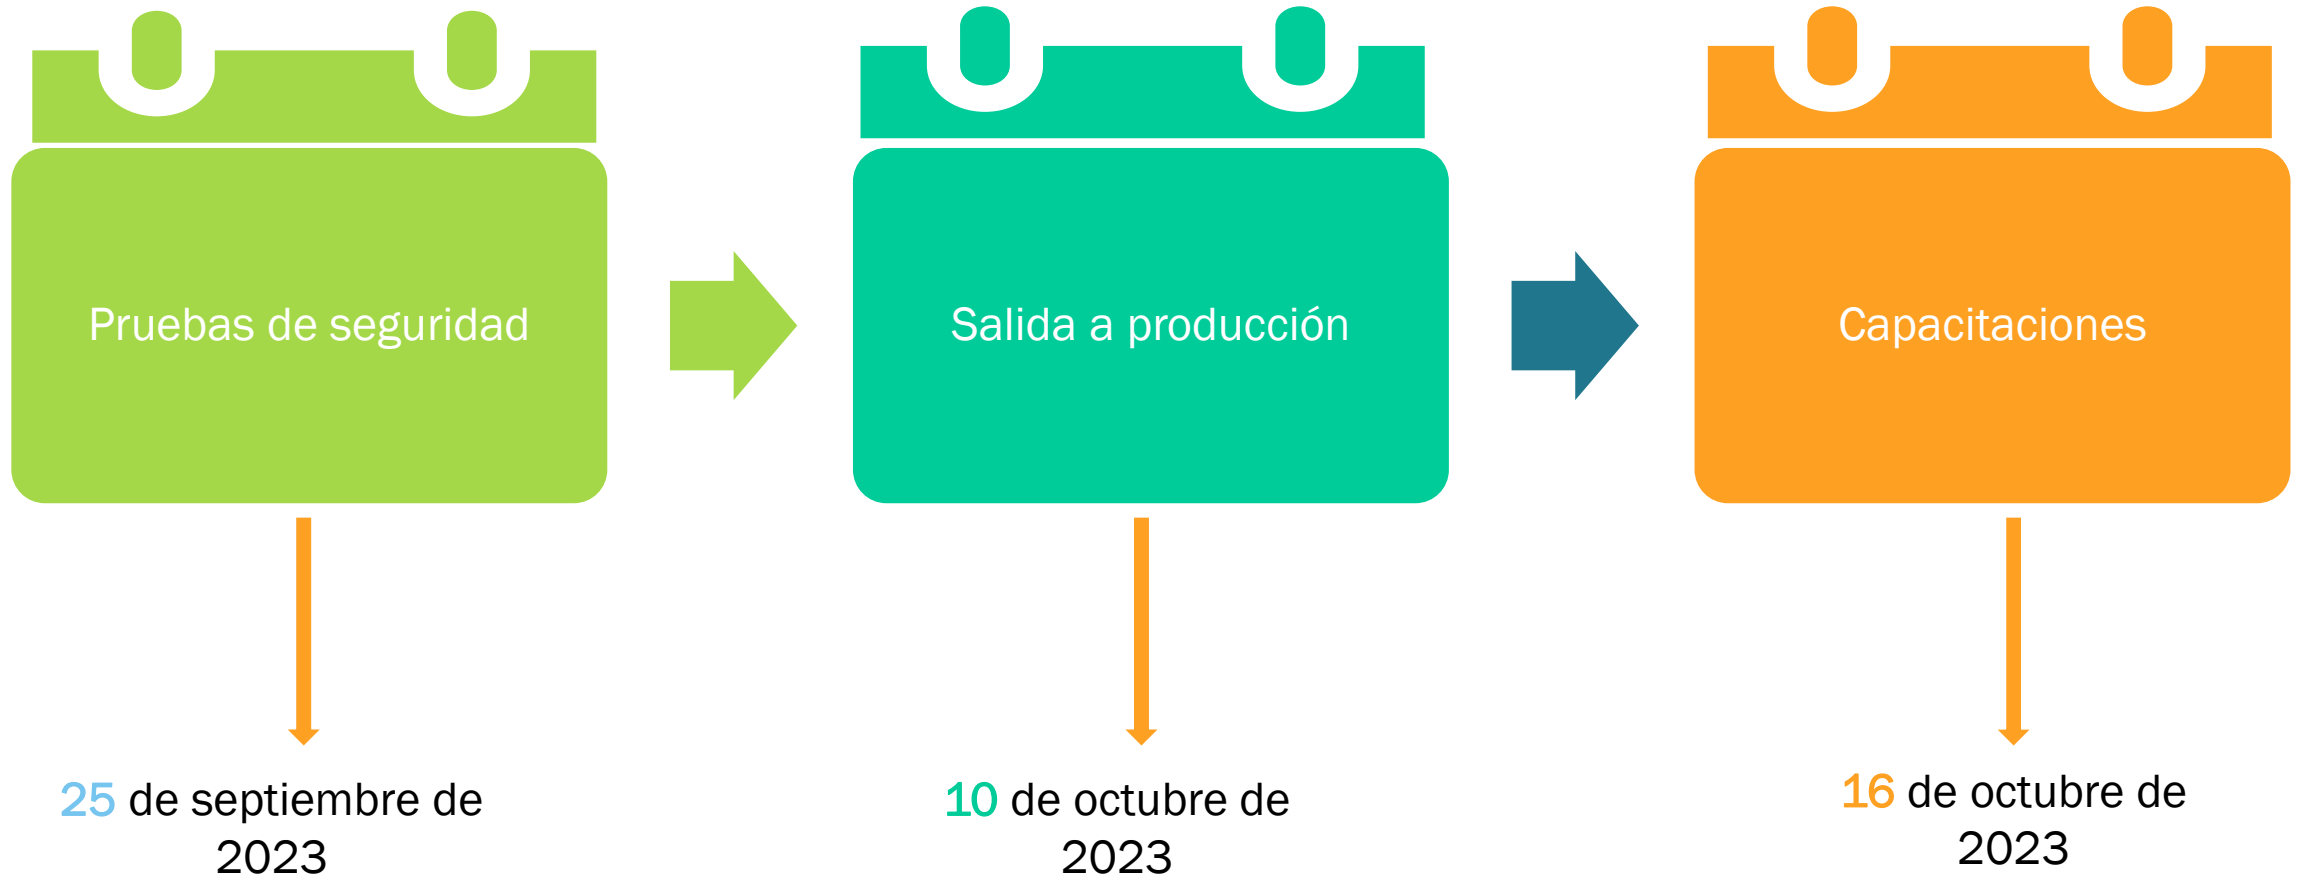 Pruebas de seguridad
Salida a producción
Capacitaciones
25 de septiembre de
2023
10 de octubre de
2023
16 de octubre de
2023